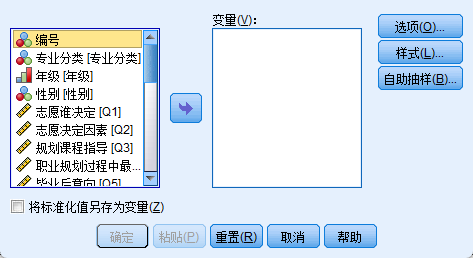 变量(V):
编号
专业分类 [专业分类]
年级 [年级]
性别 [性别]
志愿谁决定 [Q1]
志愿决定因素 [Q2]
规划课程指导 [Q3]
职业规划过程中最...
毕业后意向 [Q5]
选项(O)...
样式(L)...
自助抽样(B)...
将标准化值另存为变量(Z)
确定
粘贴(P)
重置(R)
取消
帮助